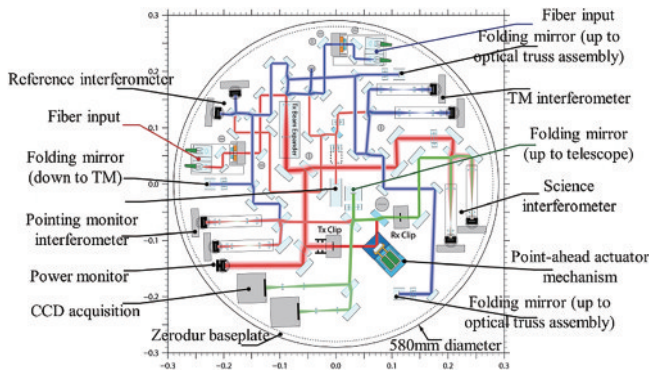 Fiber input
Folding mirror (up to
optical truss assembly)
Reference interferometer
TM interferometer
Fiber input
Folding mirror
(up to telescope)
Folding mirror
(down to TM)
Science
interferometer
Pointing monitor
interferometer
Power monitor
Point-ahead actuator
mechanism
CCD acquisition
Folding mirror (up to
optical truss assembly)
Zerodur baseplate
580mm diameter
Tx Beam Expander
Tx Clip
Rx Clip
0.3
0.2
0.1
0.0
−0.1
−0.2
−0.3
−0.3
−0.2
−0.1
0.0
0.1
0.2
0.3